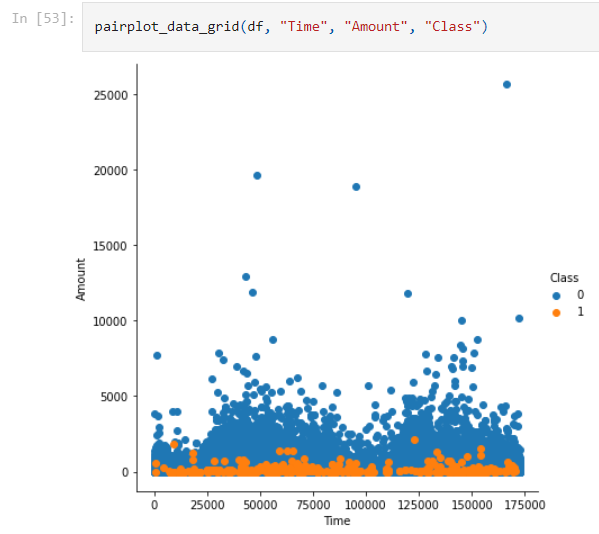 In [53]:
pairplot_data_grid(df, "Time", "Amount", "Class")
25000
20000
15000
10000
5000
0
Amount
0 25000 50000 75000 100000 125000 150000 175000
Time
Class
0
1